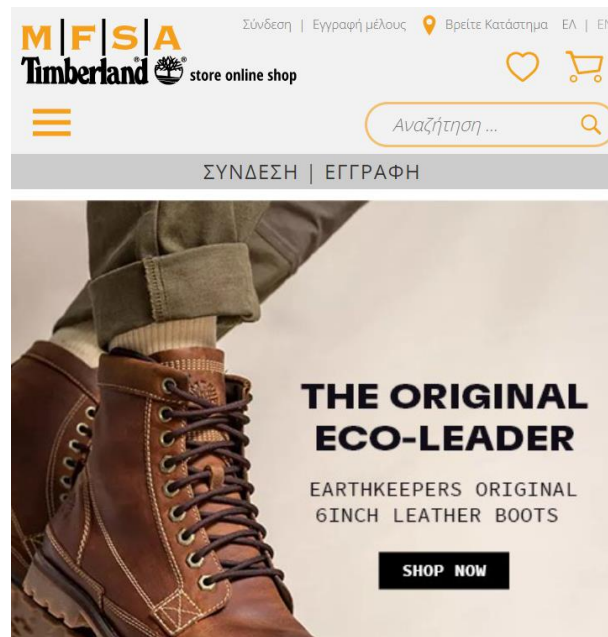 Σύνδεση | Εγγραφή μέλους Βρείτε Κατάστημα ΕΛ | EN
M|F|S|A
Timberland store online shop
Αναζήτηση ...
ΣΥΝΔΕΣΗ | ΕΓΓΡΑΦΗ
THE ORIGINAL
ECO-LEADER
EARTHKEEPERS ORIGINAL
6INCH LEATHER BOOTS
SHOP NOW